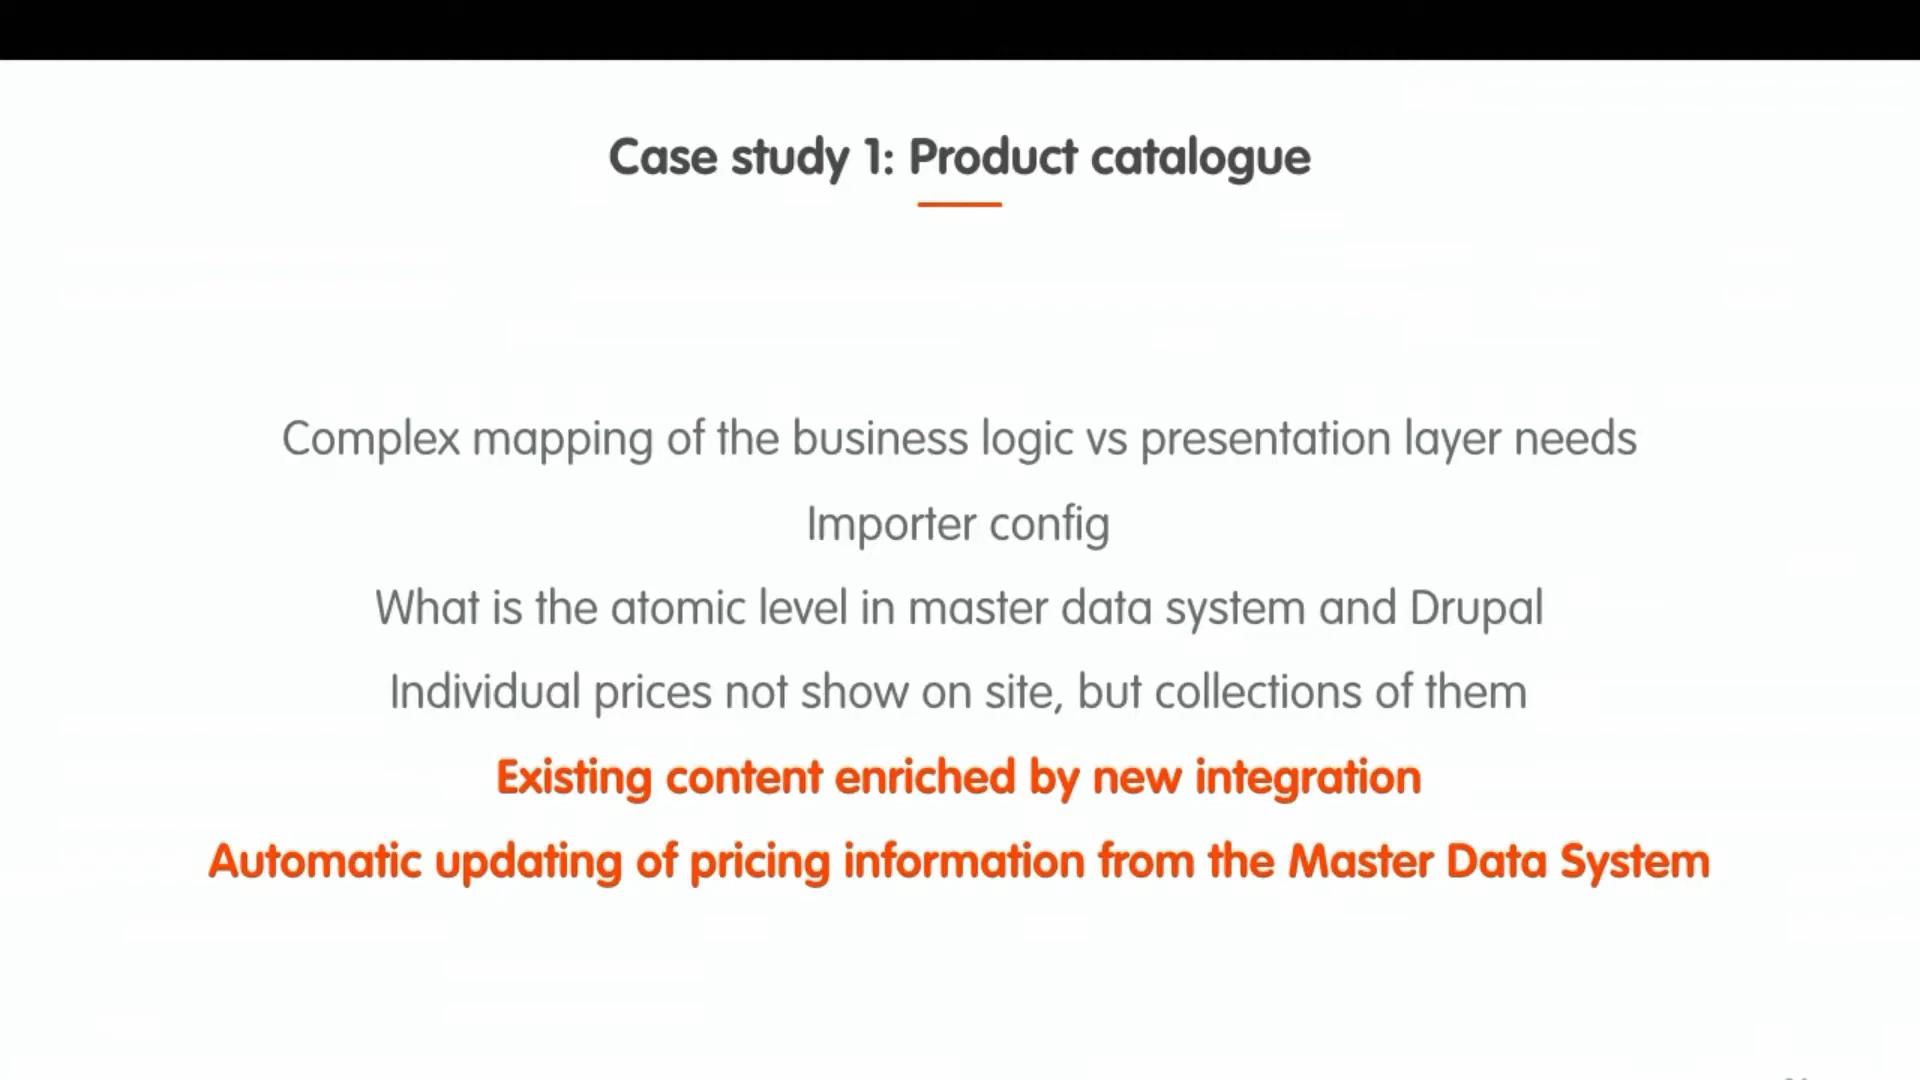 Case study 1: Product catalogue
Complex mapping of the business logic vs presentation layer needs
Importer config
What is the atomic level in master data system and Drupal
Individual prices not show on site, but collections of them
Existing content enriched by new integration
Automatic updating of pricing information from the Master Data System